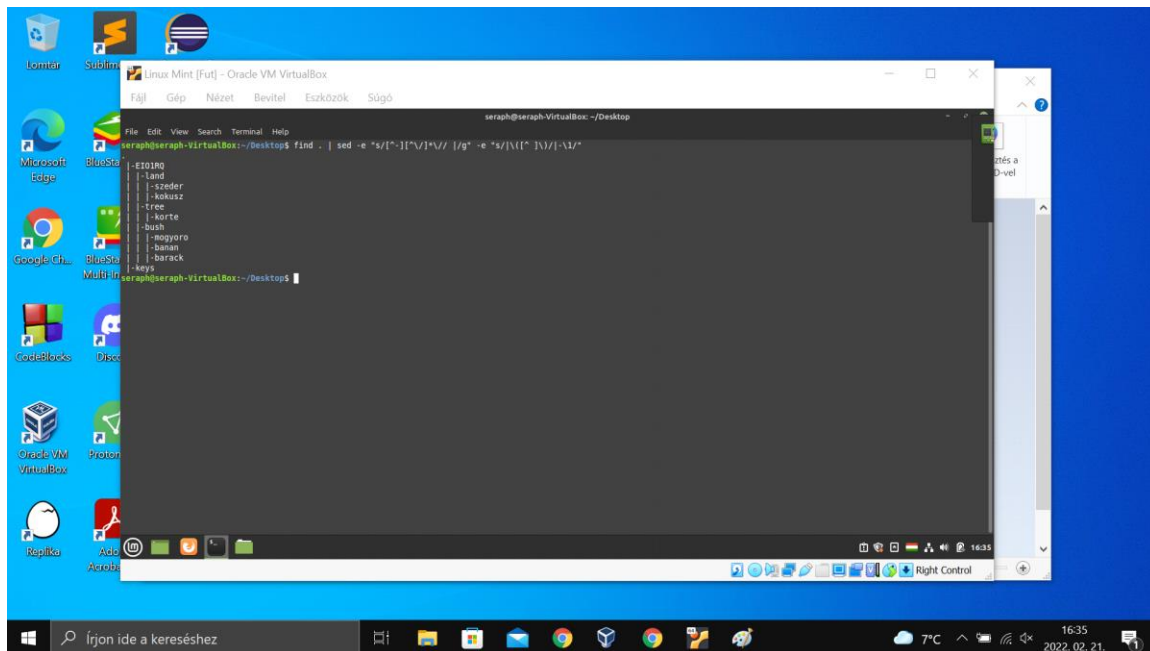 Lomtár
Sublim
Linux Mint [Fut] - Oracle VM VirtualBox
Fájl Gép Nézet Bevitel Eszközök Súgó
seraph@seraph-VirtualBox: ~/Desktop
File Edit View Search Terminal Help
seraph@seraph-VirtualBox:~/Desktop$ find . | sed -e "s/[^-][^\/]*\// |/g" -e "s/|\([^ ]\)/|-\1/"
.
|-EIO1RQ
| |-land
| | |-szeder
| | |-kokusz
| |-tree
| | |-korte
| |-bush
| | |-mogyoro
| | |-banan
| | |-barack
|-keys
seraph@seraph-VirtualBox:~/Desktop$
ztés a
D-vel
Microsoft
Edge
BlueSta
Google Ch...
BlueSta
Multi-In
CodeBlocks
Disco
Oracle VM
VirtualBox
Proton
Replika
Ado
Acroba
16:35
Right Control
Írjon ide a kereséshez
7°C
16:35
2022. 02. 21.
1